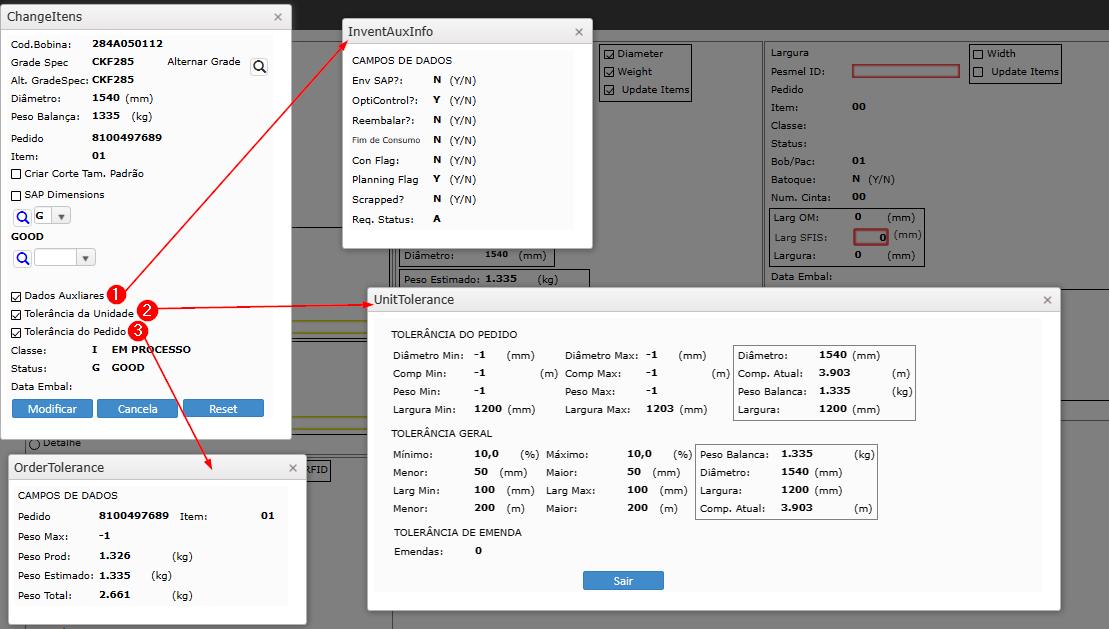 ChangeItens ×
Cod.Bobina: 284A050112
Grade Spec CKF285 Alternar Grade
Alt. GradeSpec: CKF285
Diâmetro: 1540 (mm)
Peso Balança: 1335 (kg)
Pedido 8100497689
Item: 01
Criar Corte Tam. Padrão
SAP Dimensions
G
GOOD
Dados Auxliares 1
Tolerância da Unidade 2
Tolerância do Pedido 3
Classe: I EM PROCESSO
Status: G GOOD
Data Embal:
Modificar Cancela Reset
Detalhe
RFID
InventAuxInfo ×
CAMPOS DE DADOS
Env SAP?: N (Y/N)
OptiControl?: Y (Y/N)
Reembalar?: N (Y/N)
Fim de Consumo N (Y/N)
Con Flag: N (Y/N)
Planning Flag Y (Y/N)
Scrapped? N (Y/N)
Req. Status: A
Diâmetro: 1540 (mm)
Peso Estimado: 1.335 (kg)
Diameter
Weight
Update Items
Largura
Pesmel ID:
Pedido
Item: 00
Classe:
Status:
Bob/Pac: 01
Batoque: N (Y/N)
Num. Cinta: 00
Larg OM: 0 (mm)
Larg SFIS: 0 (mm)
Largura: 0 (mm)
Data Embal:
Width
Update Items
UnitTolerance ×
TOLERÂNCIA DO PEDIDO
Diâmetro Min: -1 (mm) Diâmetro Max: -1 (mm) Diâmetro: 1540 (mm)
Comp Min: -1 (m) Comp Max: -1 (m) Comp. Atual: 3.903 (m)
Peso Min: -1 Peso Max: -1 Peso Balanca: 1.335 (kg)
Largura Min: 1200 (mm) Largura Max: 1203 (mm) Largura: 1200 (mm)
TOLERÂNCIA GERAL
Mínimo: 10,0 (%) Máximo: 10,0 (%) Peso Balanca: 1.335 (kg)
Menor: 50 (mm) Maior: 50 (mm) Diâmetro: 1540 (mm)
Larg Min: 100 (mm) Larg Max: 100 (mm) Largura: 1200 (mm)
Menor: 200 (m) Maior: 200 (m) Comp. Atual: 3.903 (m)
TOLERÂNCIA DE EMENDA
Emendas: 0
Sair
OrderTolerance ×
CAMPOS DE DADOS
Pedido 8100497689 Item: 01
Peso Max: -1
Peso Prod: 1.326 (kg)
Peso Estimado: 1.335 (kg)
Peso Total: 2.661 (kg)